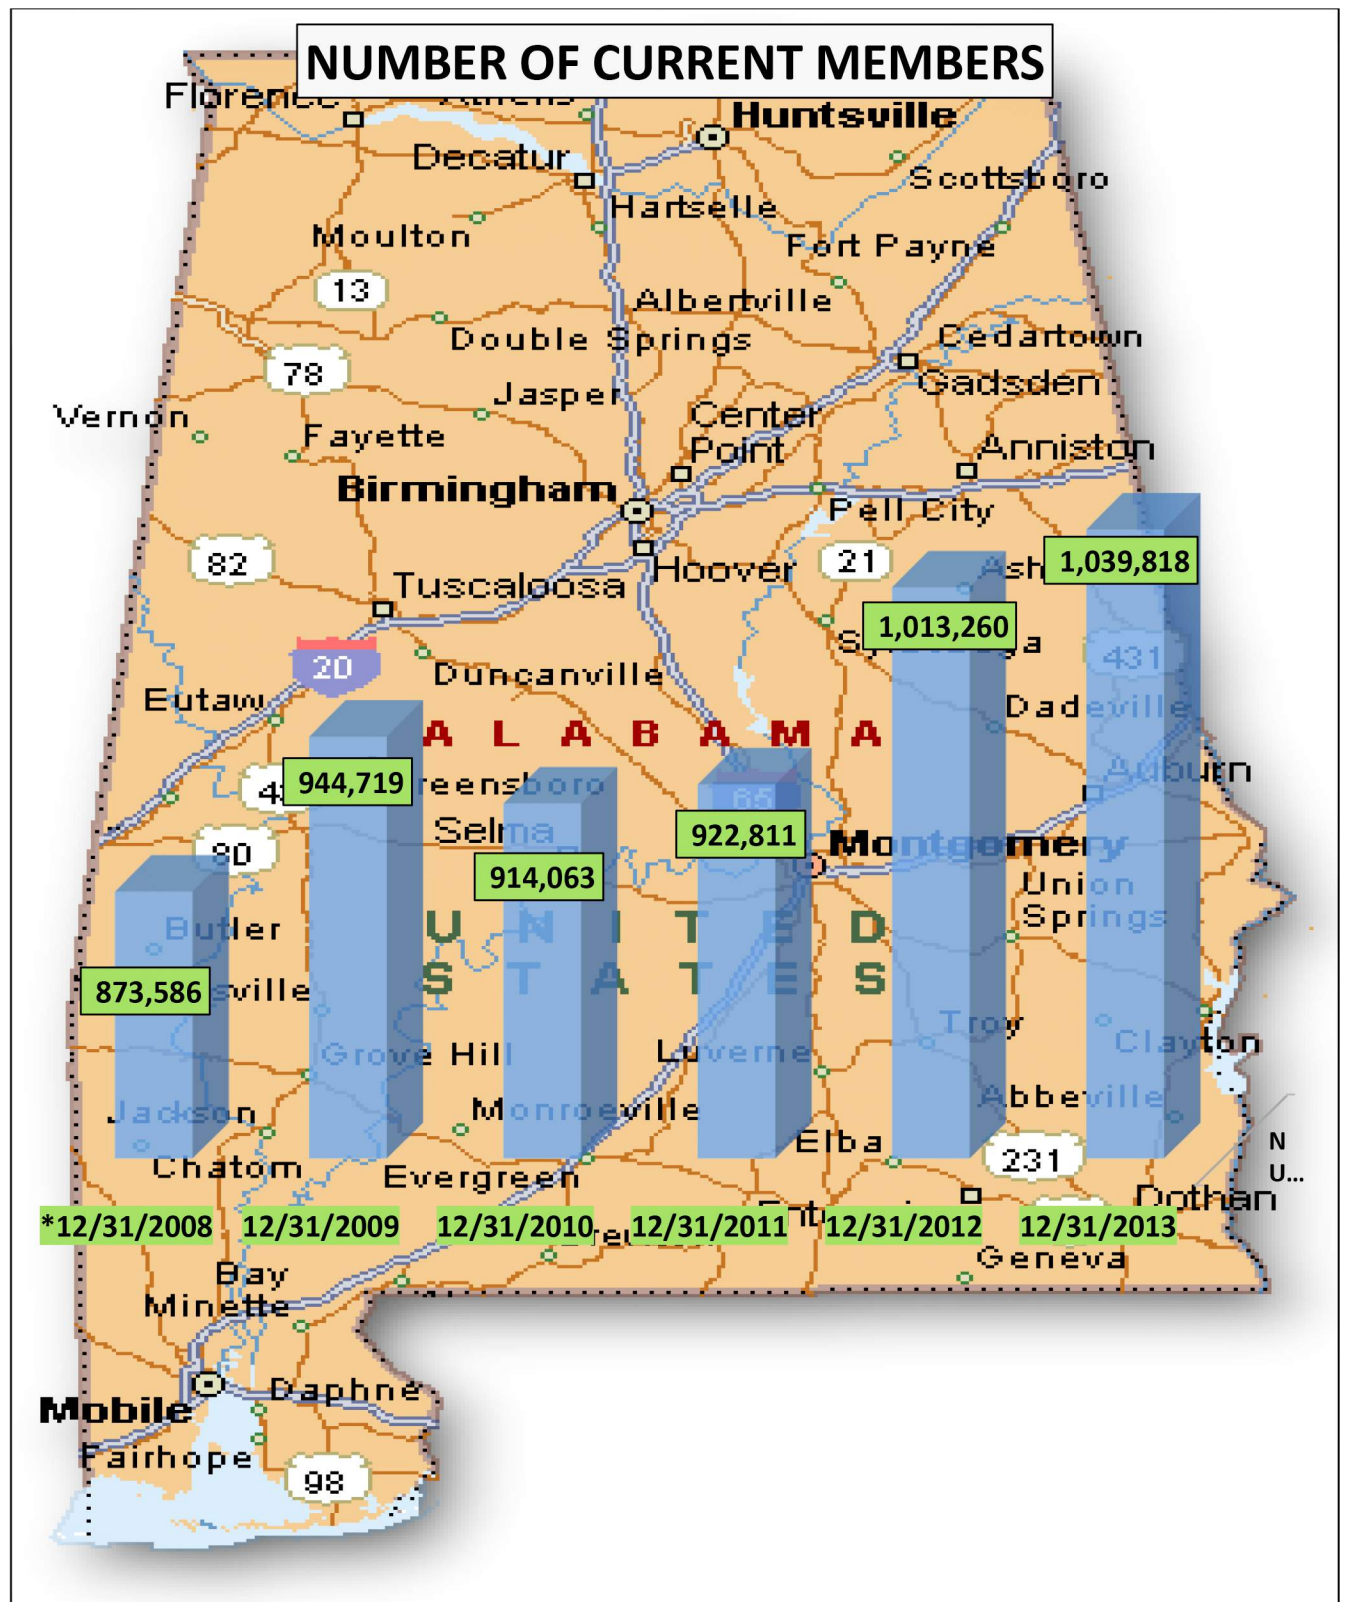 NUMBER OF CURRENT MEMBERS
Huntsville
Decatur
Scottsboro
Hartselle
Moulton
Fort Payne
13
Albertville
Double Springs
Cedartown
78
Gadsden
Jasper
Vernon
Center
Point
Fayette
Anniston
Birmingham
Pell City
1,039,818
82
21
Hoover
Tuscaloosa
1,013,260
20
431
Duncanville
Eutaw
Dadeville
ALABAMA
944,719
Auburn
65
Selma
922,811
Montgomery
80
914,063
Union
Springs
Butler
UNITED
STATES
873,586
Troy
Clayton
Grove Hill
Luverne
Abbeville
Jackson
Monroeville
Elba
N
U...
231
Chatom
Evergreen
Dothan
*12/31/2008 12/31/2009 12/31/2010 12/31/2011 12/31/2012 12/31/2013
Geneva
Bay
Minette
Daphne
Mobile
Fairhope
98